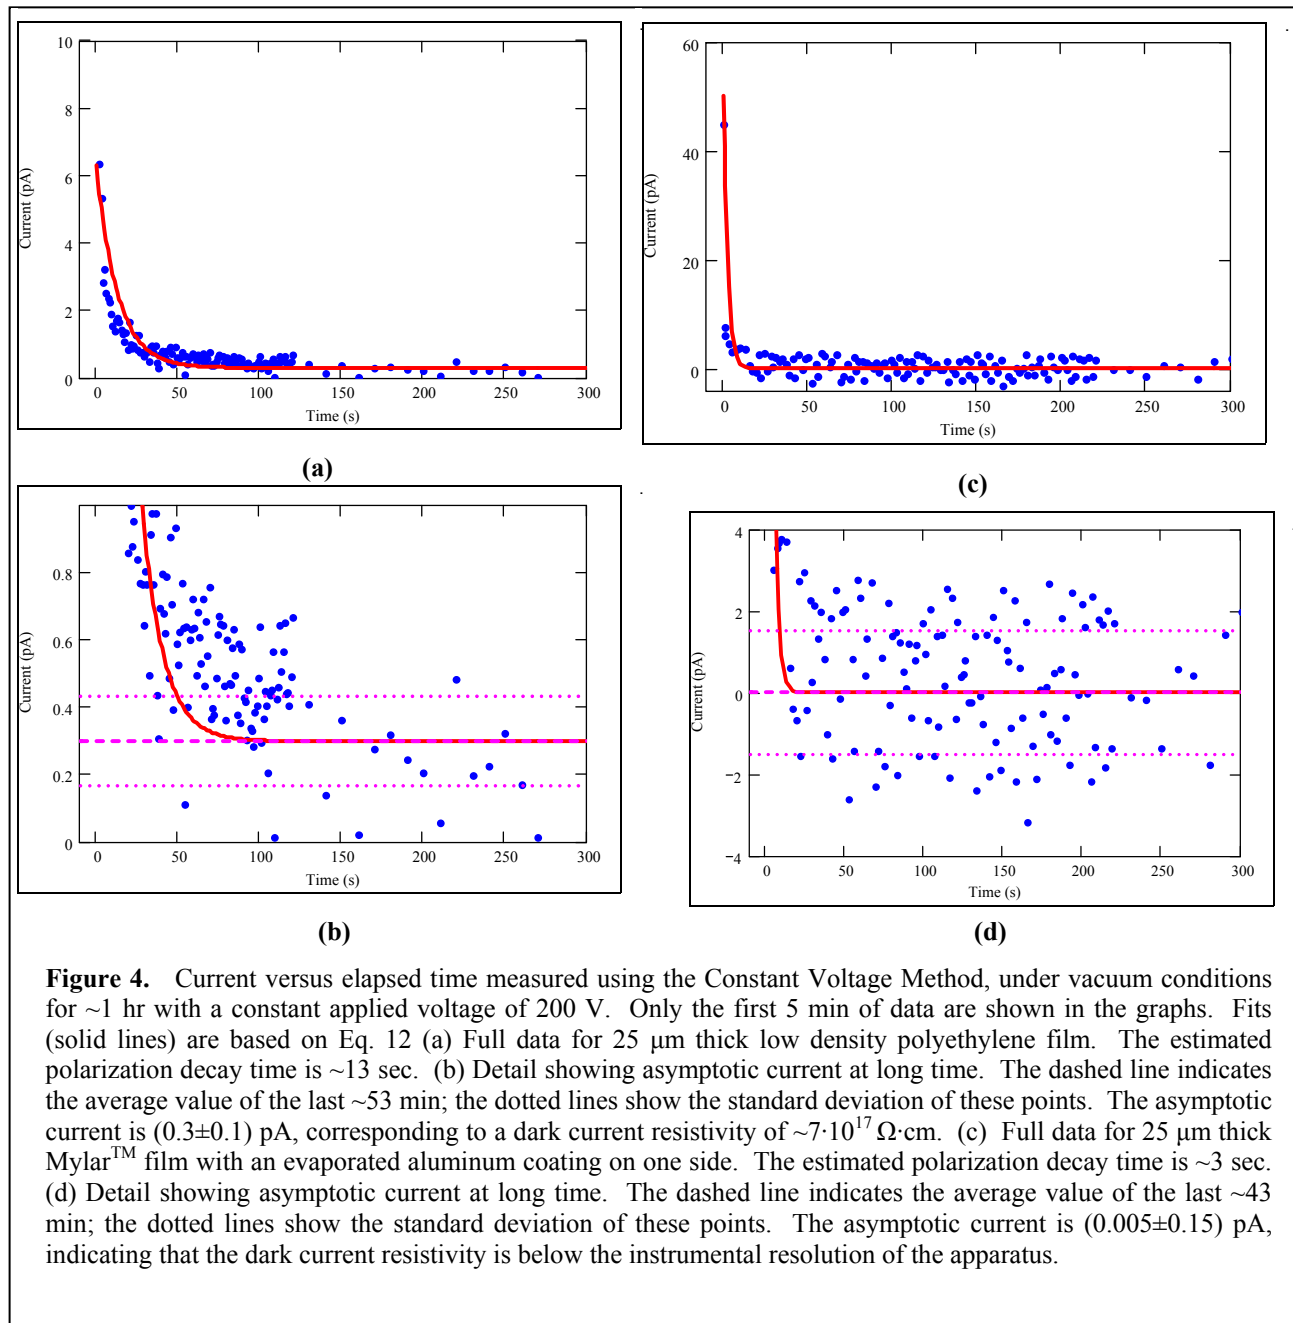 10
8
6
4
2
0
Current (pA)
0 50 100 150 200 250 300
Time (s)
(a)
60
40
20
0
Current (pA)
0 50 100 150 200 250 300
Time (s)
(c)
0.8
0.6
0.4
0.2
0
Current (pA)
0 50 100 150 200 250 300
Time (s)
(b)
4
2
0
−2
−4
Current (pA)
0 50 100 150 200 250 300
Time (s)
(d)
Figure 4. Current versus elapsed time measured using the Constant Voltage Method, under vacuum conditions
for ~1 hr with a constant applied voltage of 200 V. Only the first 5 min of data are shown in the graphs. Fits
(solid lines) are based on Eq. 12 (a) Full data for 25 μm thick low density polyethylene film. The estimated
polarization decay time is ~13 sec. (b) Detail showing asymptotic current at long time. The dashed line indicates
the average value of the last ~53 min; the dotted lines show the standard deviation of these points. The asymptotic
current is (0.3±0.1) pA, corresponding to a dark current resistivity of ~7·10¹⁷ Ω·cm. (c) Full data for 25 μm thick
Mylar™ film with an evaporated aluminum coating on one side. The estimated polarization decay time is ~3 sec.
(d) Detail showing asymptotic current at long time. The dashed line indicates the average value of the last ~43
min; the dotted lines show the standard deviation of these points. The asymptotic current is (0.005±0.15) pA,
indicating that the dark current resistivity is below the instrumental resolution of the apparatus.